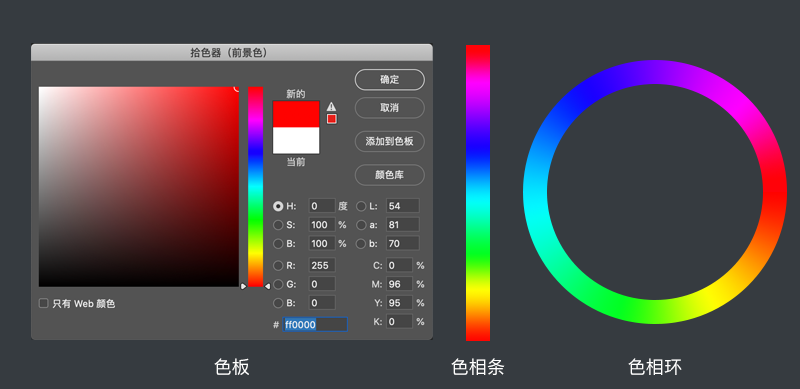 拾色器（前景色）
新的
当前
确定
取消
添加到色板
颜色库
H: 0 度 L: 54
S: 100 % a: 81
B: 100 % b: 70
R: 255 C: 0 %
G: 0 M: 96 %
B: 0 Y: 95 %
# ff0000 K: 0 %
只有 Web 颜色
色板 色相条 色相环